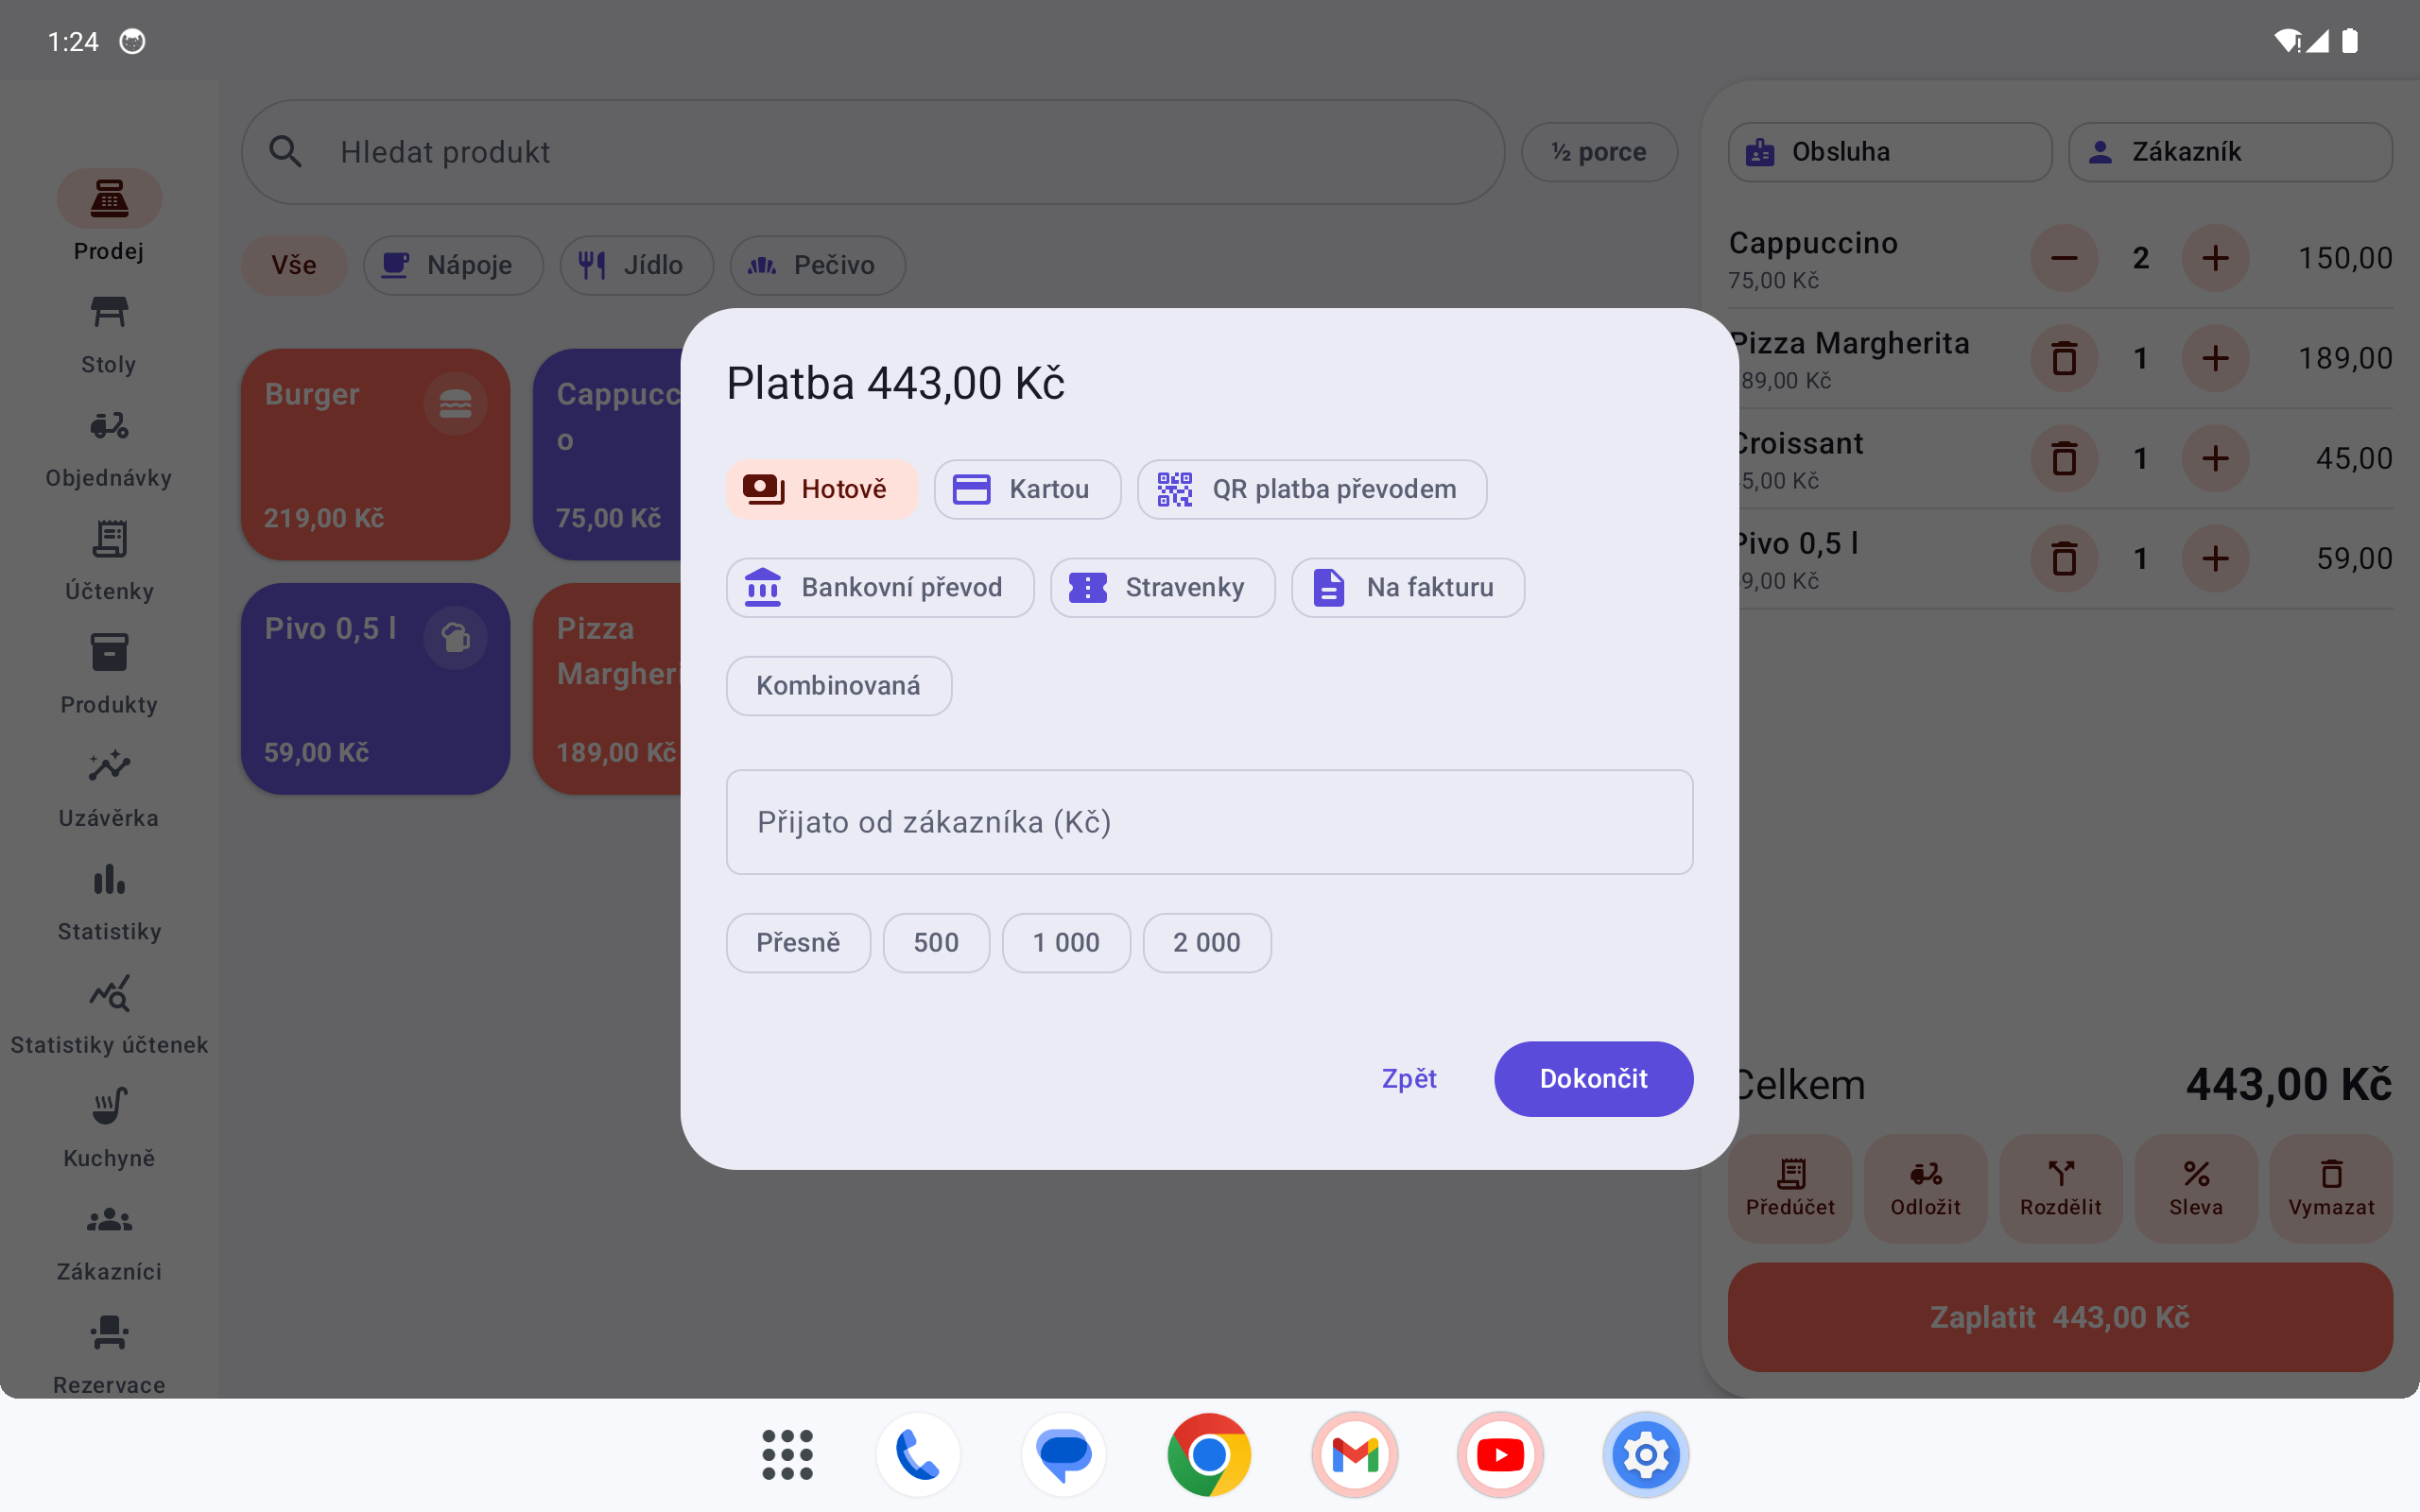 1:24
Hledat produkt
½ porce
Obsluha
Zákazník
Prodej
Stoly
Objednávky
Účtenky
Produkty
Uzávěrka
Statistiky
Statistiky účtenek
Kuchyně
Zákazníci
Rezervace
Vše
Nápoje
Jídlo
Pečivo
Burger
219,00 Kč
Cappucc
o
75,00 Kč
Pivo 0,5 l
59,00 Kč
Pizza
Margheri
189,00 Kč
Platba 443,00 Kč
Hotově
Kartou
QR platba převodem
Bankovní převod
Stravenky
Na fakturu
Kombinovaná
Přijato od zákazníka (Kč)
Přesně
500
1 000
2 000
Zpět
Dokončit
Cappuccino
75,00 Kč
2
150,00
Pizza Margherita
89,00 Kč
1
189,00
Croissant
45,00 Kč
1
45,00
Pivo 0,5 l
59,00 Kč
1
59,00
Celkem
443,00 Kč
Předúčet
Odložit
Rozdělit
Sleva
Vymazat
Zaplatit 443,00 Kč